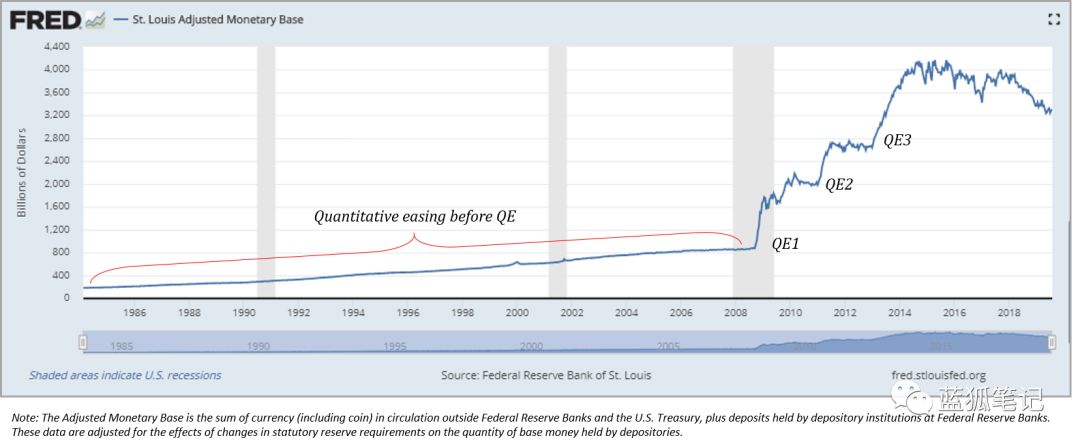 FRED — St. Louis Adjusted Monetary Base
4,400
4,000
3,600
3,200
2,800
2,400
2,000
1,600
1,200
800
400
0
Billions of Dollars
Quantitative easing before QE
QE1
QE2
QE3
1986 1988 1990 1992 1994 1996 1998 2000 2002 2004 2006 2008 2010 2012 2014 2016 2018
1985 1990 1995 2000 2005 2010 2015
Shaded areas indicate U.S. recessions Source: Federal Reserve Bank of St. Louis fred.stlouisfed.org
蓝狐笔记
Note: The Adjusted Monetary Base is the sum of currency (including coin) in circulation outside Federal Reserve Banks and the U.S. Treasury, plus deposits held by depository institutions at Federal Reserve Banks.
These data are adjusted for the effects of changes in statutory reserve requirements on the quantity of base money held by depositories.